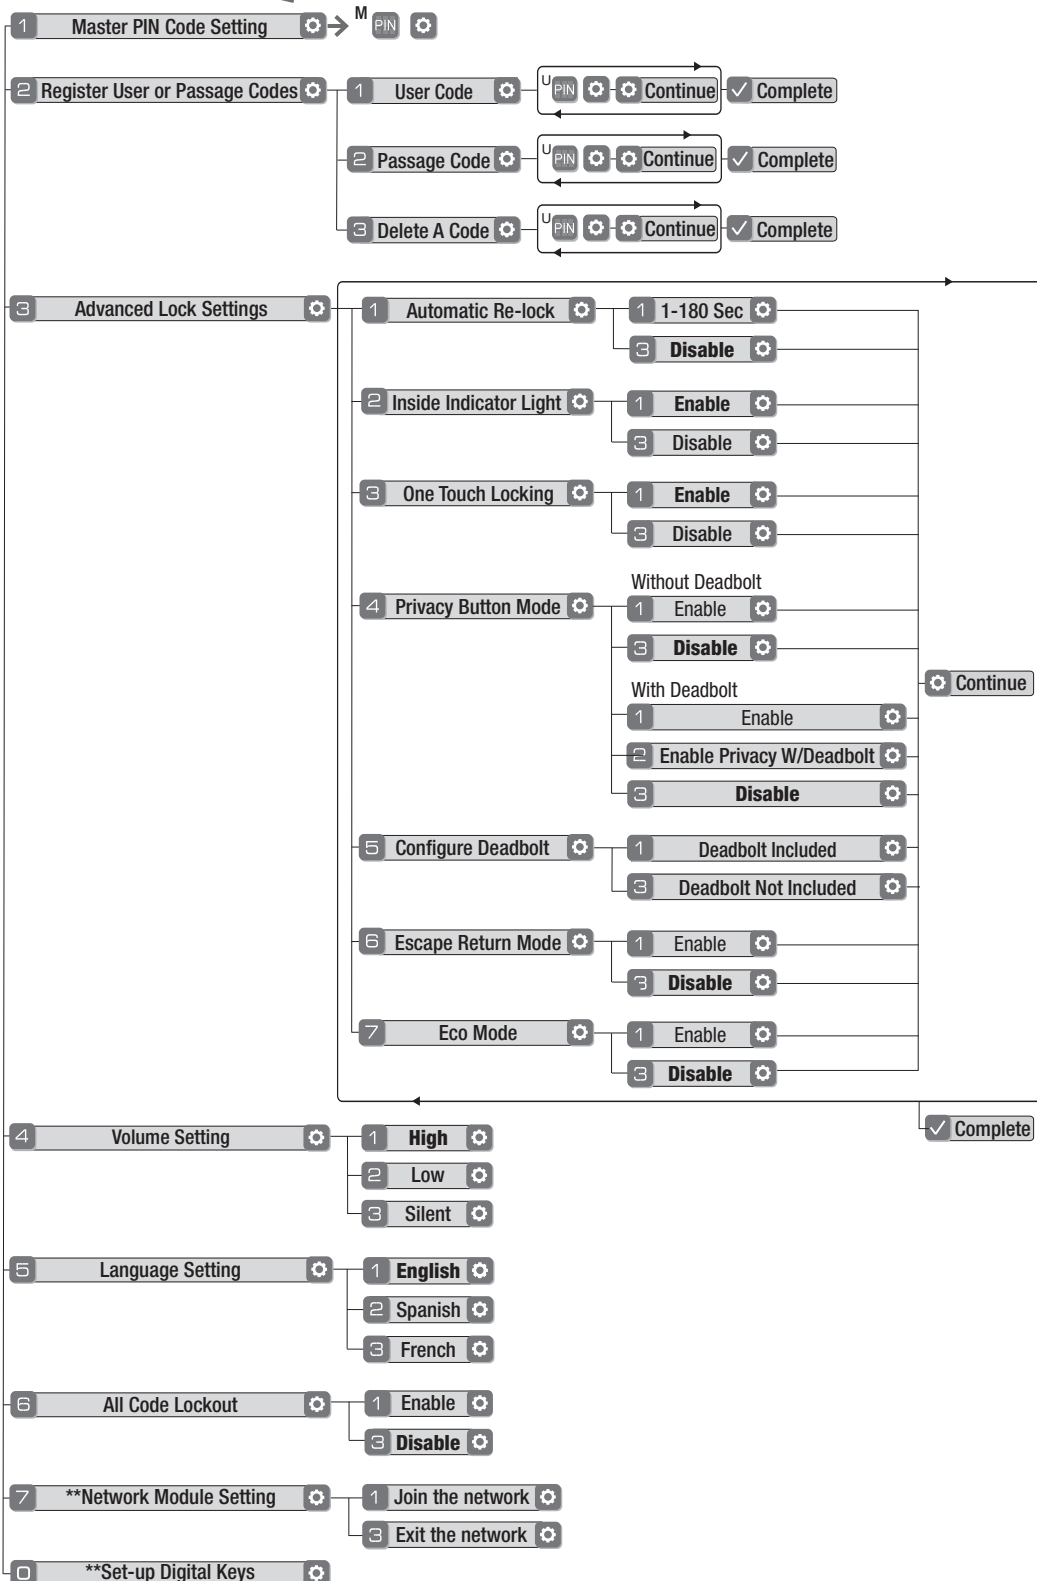 M
1 Master PIN Code Setting PIN
2 Register User or Passage Codes 1 User Code U PIN Continue Complete
2 Passage Code U PIN Continue Complete
3 Delete A Code U PIN Continue Complete
3 Advanced Lock Settings 1 Automatic Re-lock 1 1-180 Sec
3 Disable
2 Inside Indicator Light 1 Enable
3 Disable
3 One Touch Locking 1 Enable
3 Disable
Without Deadbolt
4 Privacy Button Mode 1 Enable
3 Disable
Continue
With Deadbolt
1 Enable
2 Enable Privacy W/Deadbolt
3 Disable
5 Configure Deadbolt 1 Deadbolt Included
3 Deadbolt Not Included
6 Escape Return Mode 1 Enable
3 Disable
7 Eco Mode 1 Enable
3 Disable
Complete
4 Volume Setting 1 High
2 Low
3 Silent
5 Language Setting 1 English
2 Spanish
3 French
6 All Code Lockout 1 Enable
3 Disable
7 **Network Module Setting 1 Join the network
3 Exit the network
0 **Set-up Digital Keys